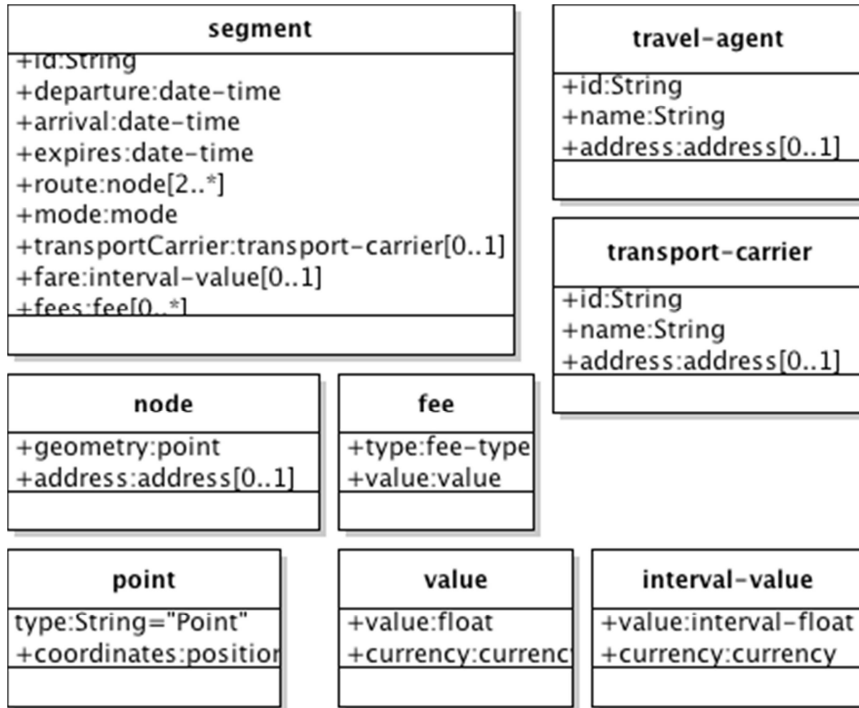 segment
+id:String
+departure:date-time
+arrival:date-time
+expires:date-time
+route:node[2..*]
+mode:mode
+transportCarrier:transport-carrier[0..1]
+fare:interval-value[0..1]
+fees:fee[0..*]
travel-agent
+id:String
+name:String
+address:address[0..1]
transport-carrier
+id:String
+name:String
+address:address[0..1]
node
+geometry:point
+address:address[0..1]
fee
+type:fee-type
+value:value
point
type:String="Point"
+coordinates:position
value
+value:float
+currency:currency
interval-value
+value:interval-float
+currency:currency